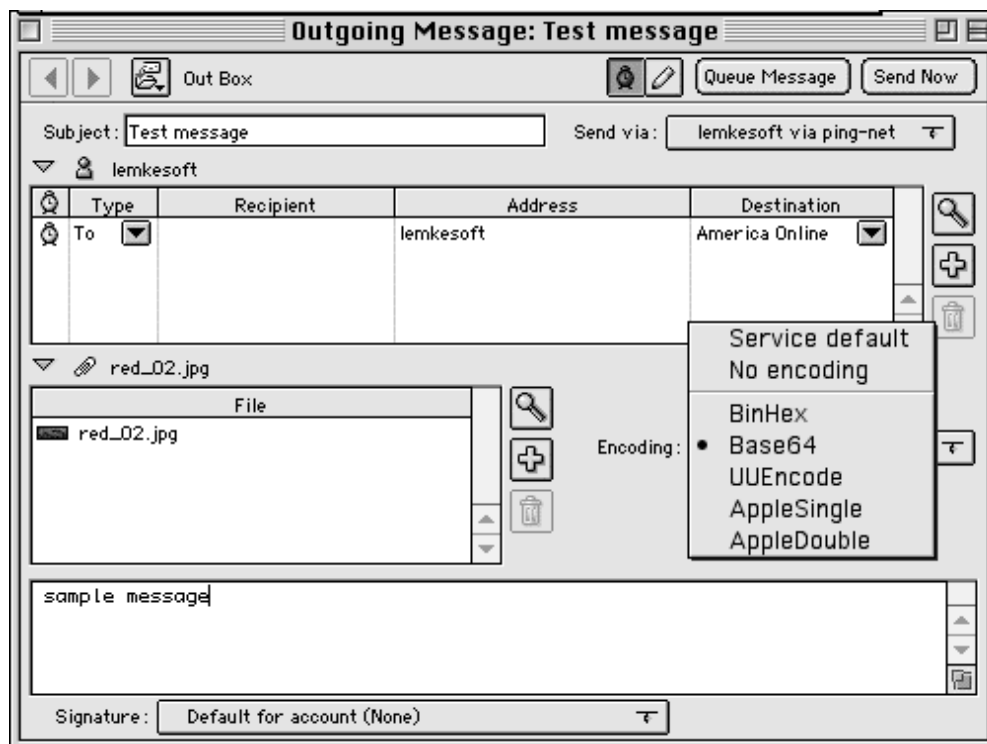 Outgoing Message: Test message
Out Box
Queue Message
Send Now
Subject: Test message
Send via: lemkesoft via ping-net
lemkesoft
Type Recipient Address Destination
To lemkesoft America Online
red_02.jpg
File
red_02.jpg
Encoding:
Service default
No encoding
BinHex
• Base64
UUEncode
AppleSingle
AppleDouble
sample message
Signature: Default for account (None)